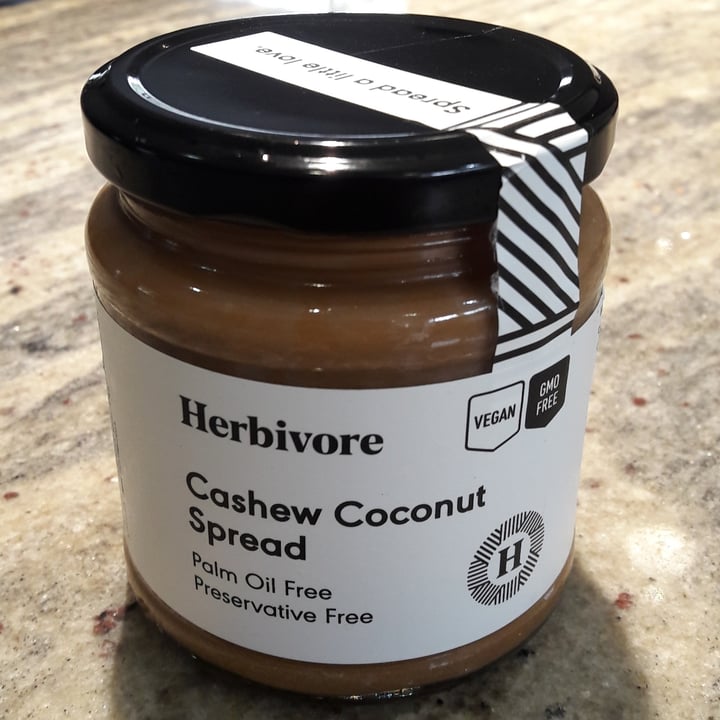 Spread a little love.
Herbivore
VEGAN
GMO
FREE
Cashew Coconut
Spread
Palm Oil Free
Preservative Free
H